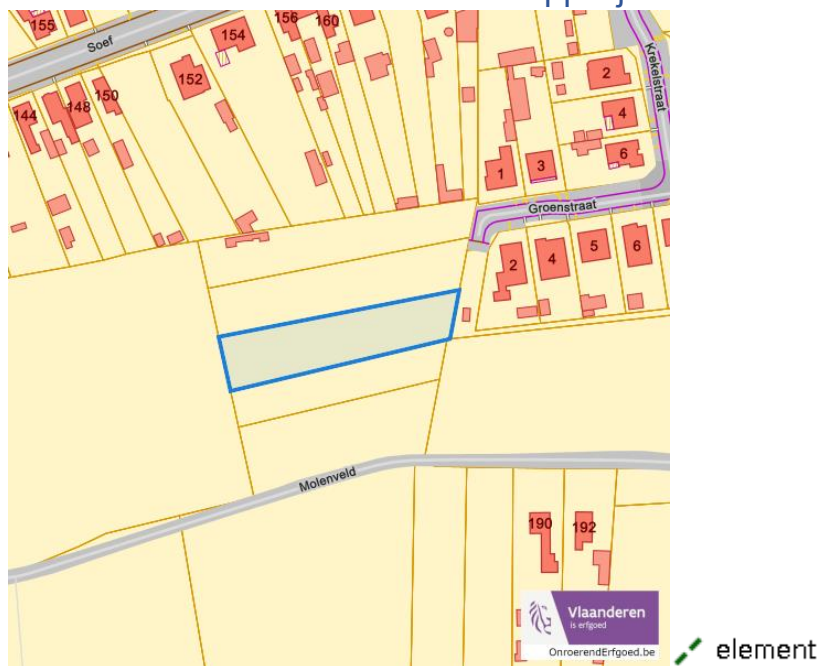 155
Soef
154
156
160
152
144
148
150
Krekelstraat
2
4
6
1
3
Groenstraat
2
4
5
6
Molenveld
190
192
Vlaanderen
is erfgoed
OnroerendErfgoed.be
element